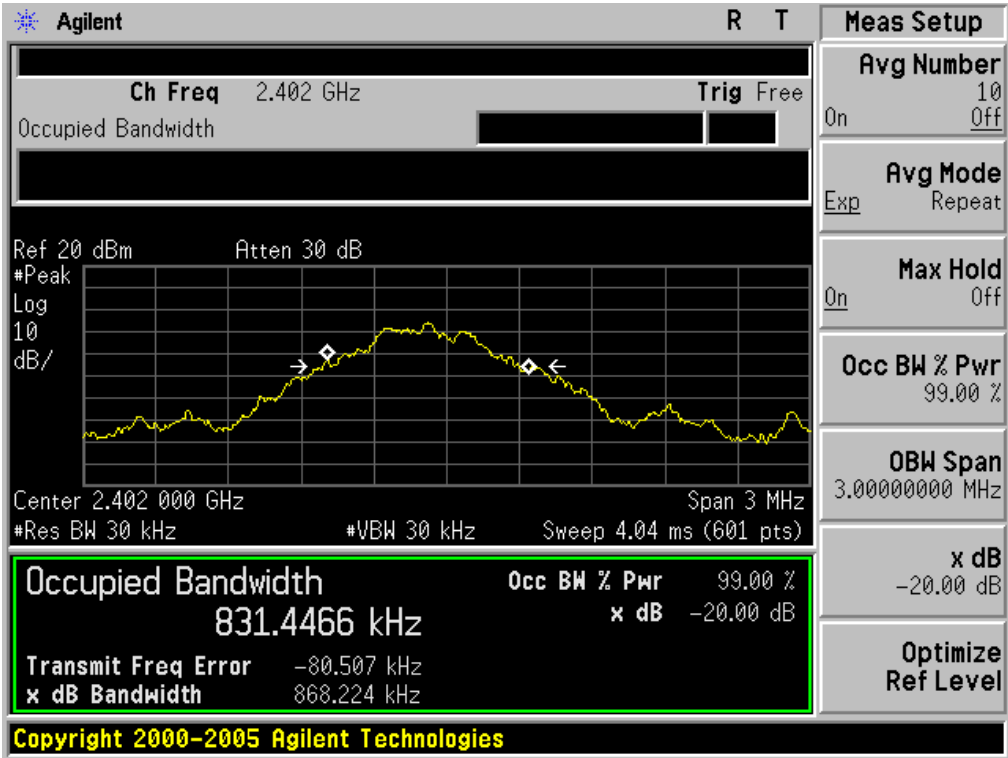 Agilent R T
Ch Freq 2.402 GHz Trig Free
Occupied Bandwidth
Ref 20 dBm Atten 30 dB
#Peak
Log
10
dB/
Center 2.402 000 GHz Span 3 MHz
#Res BW 30 kHz #VBW 30 kHz Sweep 4.04 ms (601 pts)
Occupied Bandwidth Occ BW % Pwr 99.00 %
831.4466 kHz x dB -20.00 dB
Transmit Freq Error -80.507 kHz
x dB Bandwidth 868.224 kHz
Copyright 2000-2005 Agilent Technologies
Meas Setup
Avg Number
10
On Off
Avg Mode
Exp Repeat
Max Hold
On Off
Occ BW % Pwr
99.00 %
OBW Span
3.00000000 MHz
x dB
-20.00 dB
Optimize
Ref Level